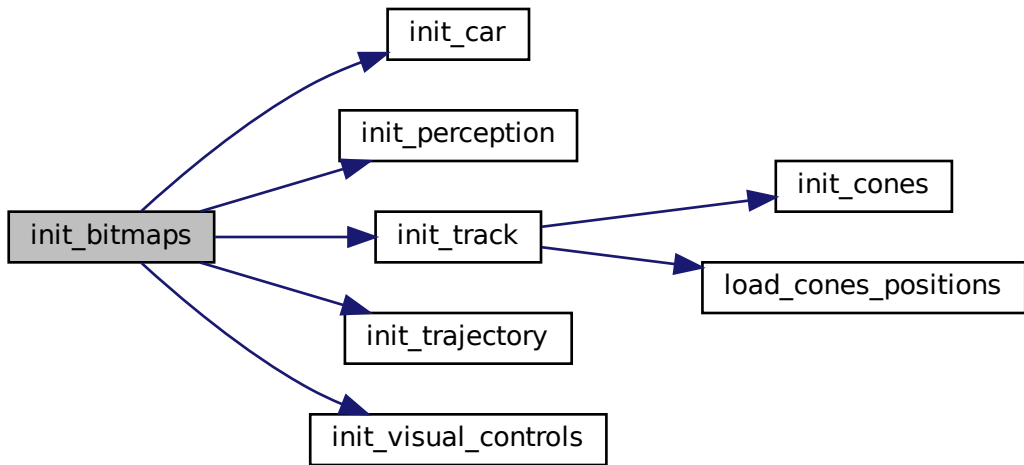 init_car
init_perception
init_cones
init_bitmaps
init_track
load_cones_positions
init_trajectory
init_visual_controls